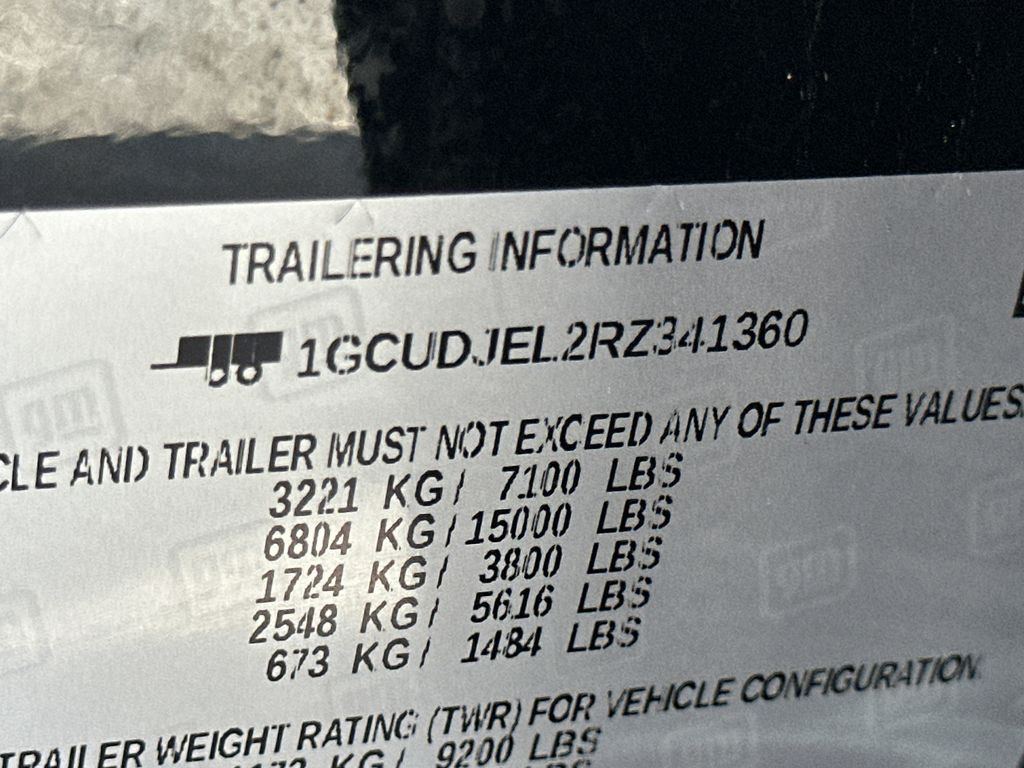 TRAILERING INFORMATION
1GCUDJEL2RZ341360
CLE AND TRAILER MUST NOT EXCEED ANY OF THESE VALUES
3221 KG/ 7100 LBS
6804 KG/15000 LBS
1724 KG/ 3800 LBS
2548 KG/ 5616 LBS
673 KG/ 1484 LBS
TRAILER WEIGHT RATING (TWR) FOR VEHICLE CONFIGURATION.
KG/ 9200 LBS